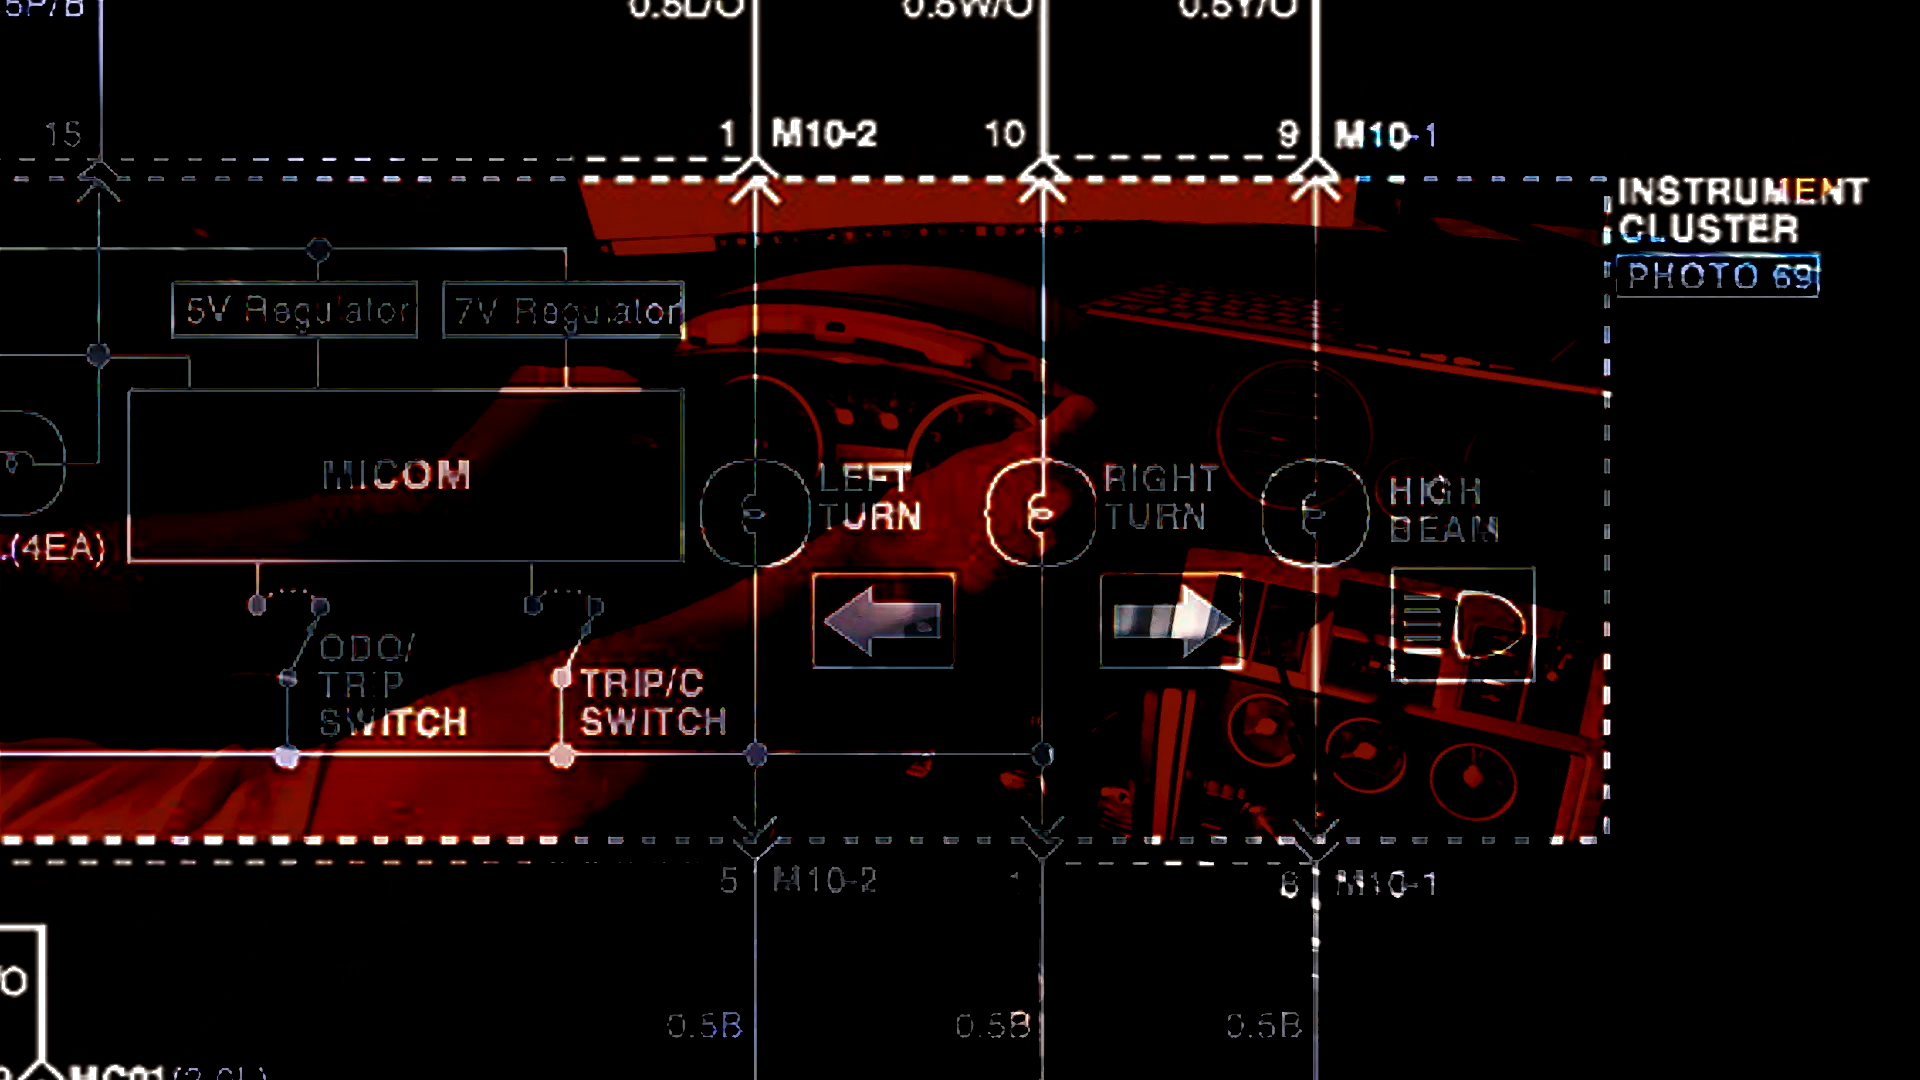 5P/B
0.5L/O
0.5W/O
0.5Y/O
15
1
M10-2
10
9
M10-1
INSTRUMENT
CLUSTER
PHOTO 69
5V Regulator
7V Regulator
MICOM
LEFT
TURN
RIGHT
TURN
HIGH
BEAM
.(4EA)
ODO/
TRIP
SWITCH
TRIP/C
SWITCH
5
M10-2
1
8
M10-1
0.5B
0.5B
0.5B